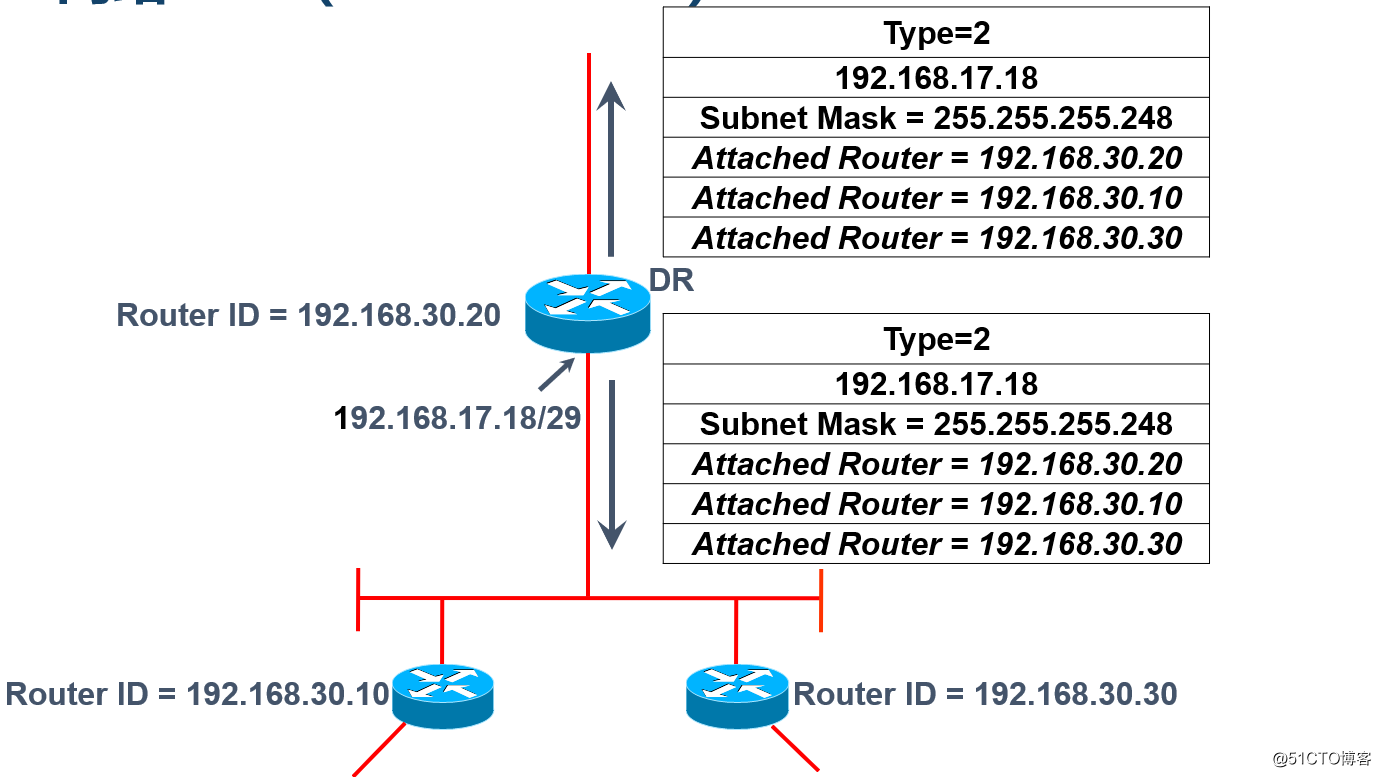 Type=2
192.168.17.18
Subnet Mask = 255.255.255.248
Attached Router = 192.168.30.20
Attached Router = 192.168.30.10
Attached Router = 192.168.30.30
DR
Router ID = 192.168.30.20
192.168.17.18/29
Type=2
192.168.17.18
Subnet Mask = 255.255.255.248
Attached Router = 192.168.30.20
Attached Router = 192.168.30.10
Attached Router = 192.168.30.30
Router ID = 192.168.30.10
Router ID = 192.168.30.30
@51CTO博客